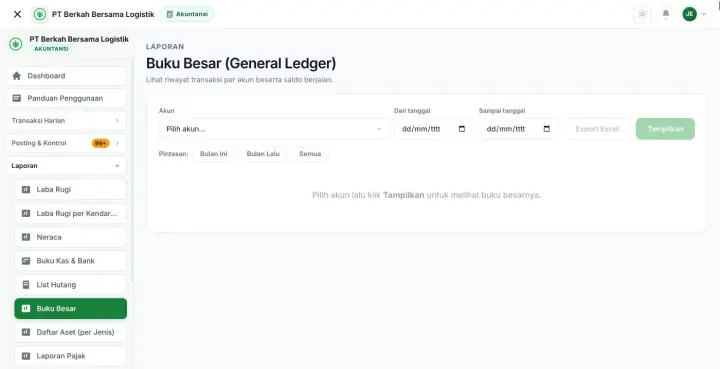 PT Berkah Bersama Logistik
Akuntansi
JE
PT Berkah Bersama Logistik
AKUNTANSI
Dashboard
Panduan Penggunaan
Transaksi Harian
Posting & Kontrol
99+
Laporan
Laba Rugi
Laba Rugi per Kendar...
Neraca
Buku Kas & Bank
List Hutang
Buku Besar
Daftar Aset (per Jenis)
Laporan Pajak
LAPORAN
Buku Besar (General Ledger)
Lihat riwayat transaksi per akun beserta saldo berjalan.
Akun
Dari tanggal
Sampai tanggal
Pilih akun...
dd/mm/tttt
dd/mm/tttt
Export Excel
Tampilkan
Pintasan:
Bulan Ini
Bulan Lalu
Semua
Pilih akun lalu klik Tampilkan untuk melihat buku besarnya.